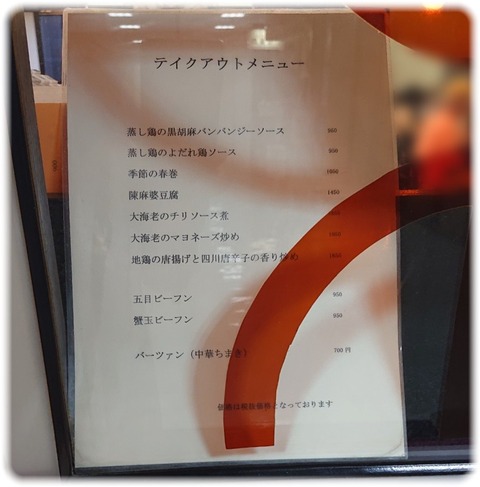 テイクアウトメニュー
蒸し鶏の黒胡麻バンバンジーソース
蒸し鶏のよだれ鶏ソース
季節の春巻
陳麻婆豆腐 1450
大海老のチリソース煮
大海老のマヨネーズ炒め
地鶏の唐揚げと四川唐辛子の香り炒め
五目ビーフン 950
蟹玉ビーフン 950
バーツァン（中華ちまき） 700 円
価格は税抜価格となっております